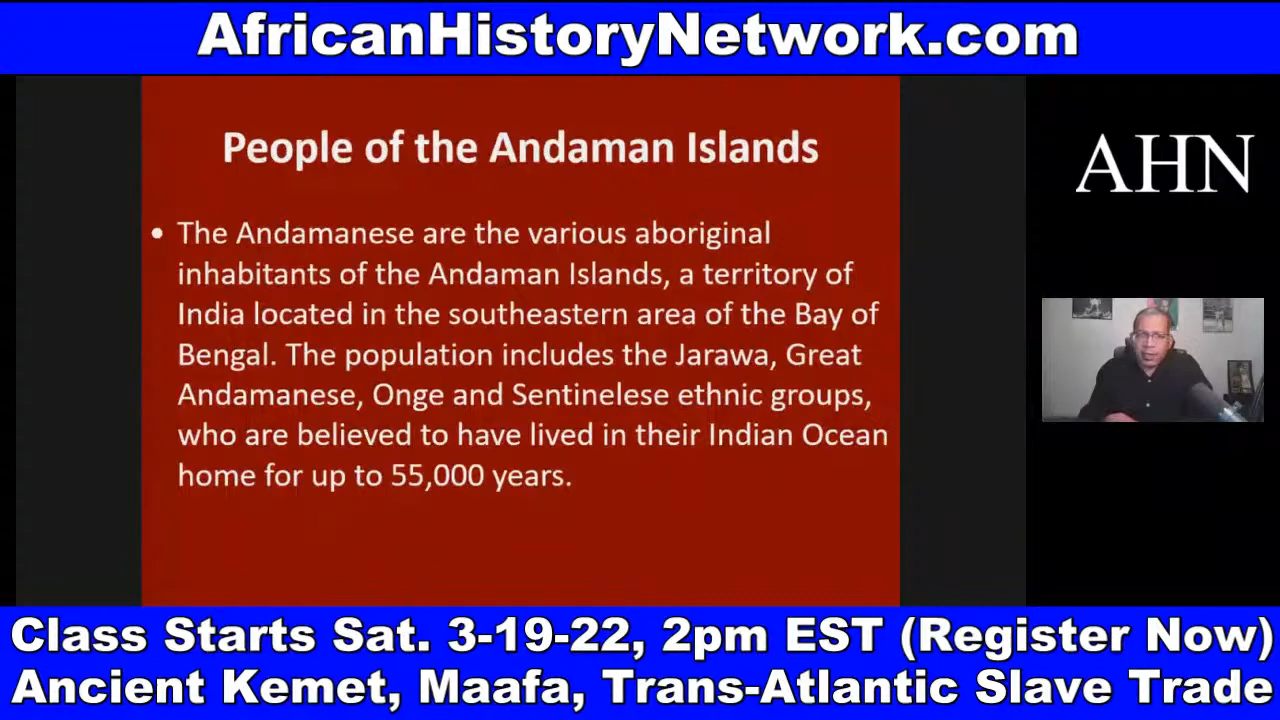 AfricanHistoryNetwork.com
People of the Andaman Islands
AHN
• The Andamanese are the various aboriginal
inhabitants of the Andaman Islands, a territory of
India located in the southeastern area of the Bay of
Bengal. The population includes the Jarawa, Great
Andamanese, Onge and Sentinelese ethnic groups,
who are believed to have lived in their Indian Ocean
home for up to 55,000 years.
Class Starts Sat. 3-19-22, 2pm EST (Register Now)
Ancient Kemet, Maafa, Trans-Atlantic Slave Trade